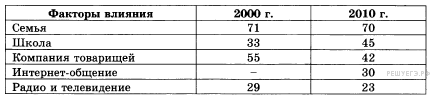 Факторы влияния 2000 г. 2010 г.
Семья 71 70
Школа 33 45
Компания товарищей 55 42
Интернет-общение – 30
Радио и телевидение 29 23
РЕШУЕГЭ.РФ